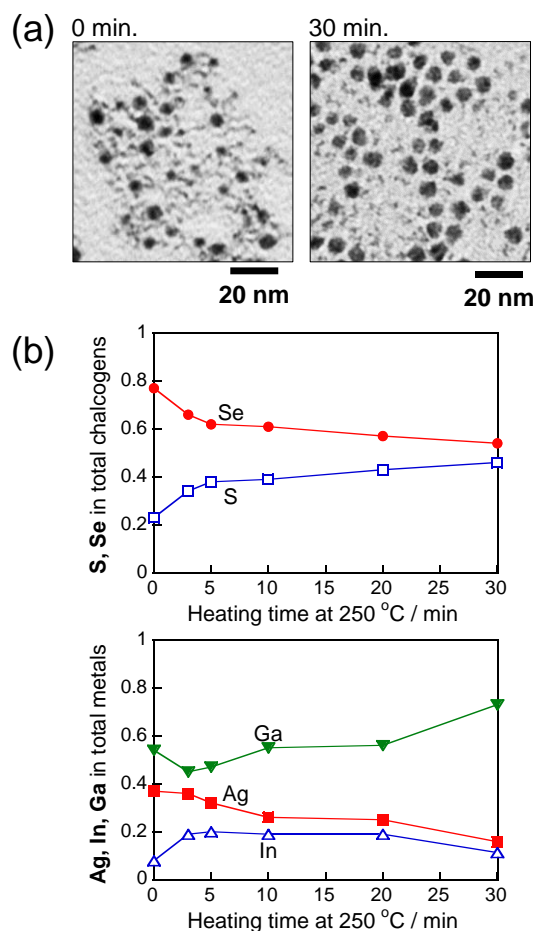 (a)
0 min.
30 min.
20 nm
20 nm
(b)
S, Se in total chalcogens
1
0.8
0.6
0.4
0.2
0
Se
S
0
5
10
15
20
25
30
Heating time at 250 °C / min
Ag, In, Ga in total metals
1
0.8
0.6
0.4
0.2
0
Ga
Ag
In
0
5
10
15
20
25
30
Heating time at 250 °C / min